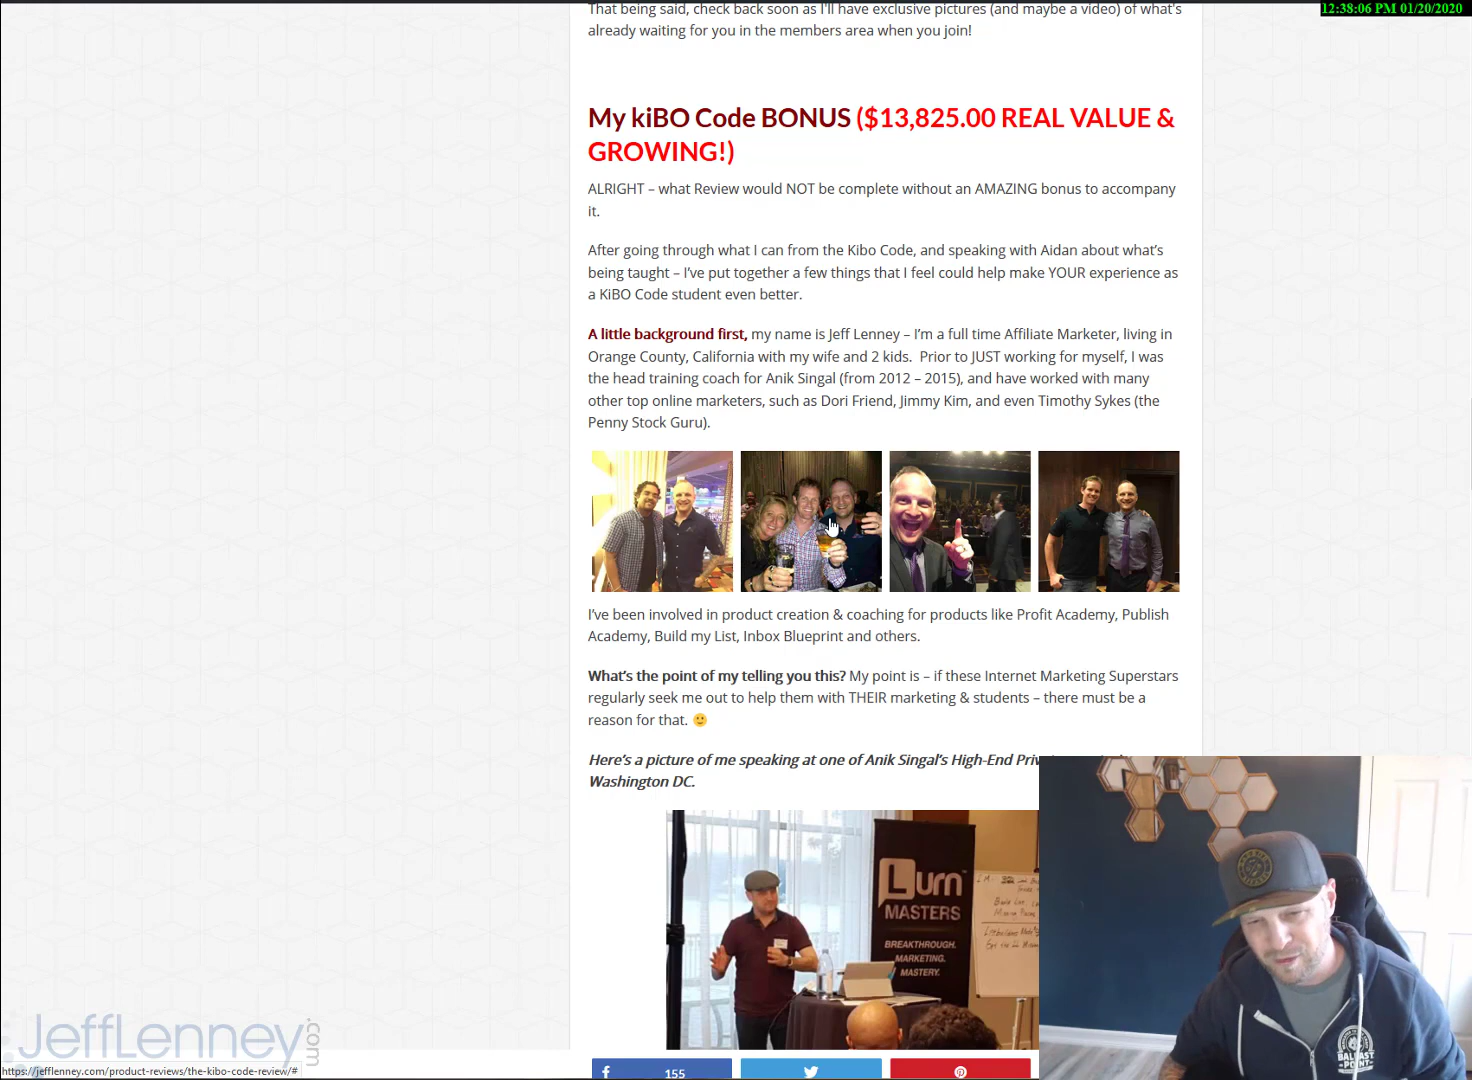 12:38:06 PM 01/20/2020
That being said, check back soon as I'll have exclusive pictures (and maybe a video) of what's
already waiting for you in the members area when you join!
My kiBO Code BONUS ($13,825.00 REAL VALUE &
GROWING!)
ALRIGHT – what Review would NOT be complete without an AMAZING bonus to accompany
it.
After going through what I can from the Kibo Code, and speaking with Aidan about what's
being taught – I've put together a few things that I feel could help make YOUR experience as
a KiBO Code student even better.
A little background first, my name is Jeff Lenney – I'm a full time Affiliate Marketer, living in
Orange County, California with my wife and 2 kids. Prior to JUST working for myself, I was
the head training coach for Anik Singal (from 2012 – 2015), and have worked with many
other top online marketers, such as Dori Friend, Jimmy Kim, and even Timothy Sykes (the
Penny Stock Guru).
I've been involved in product creation & coaching for products like Profit Academy, Publish
Academy, Build my List, Inbox Blueprint and others.
What's the point of my telling you this? My point is – if these Internet Marketing Superstars
regularly seek me out to help them with THEIR marketing & students – there must be a
reason for that. 🙂
Here's a picture of me speaking at one of Anik Singal's High-End
Washington DC.
Lurn
MASTERS
BREAKTHROUGH.
MARKETING.
MASTERY.
BALLAST
POINT
JeffLenney.com
https://jefflenney.com/product-reviews/the-kibo-code-review/#
155